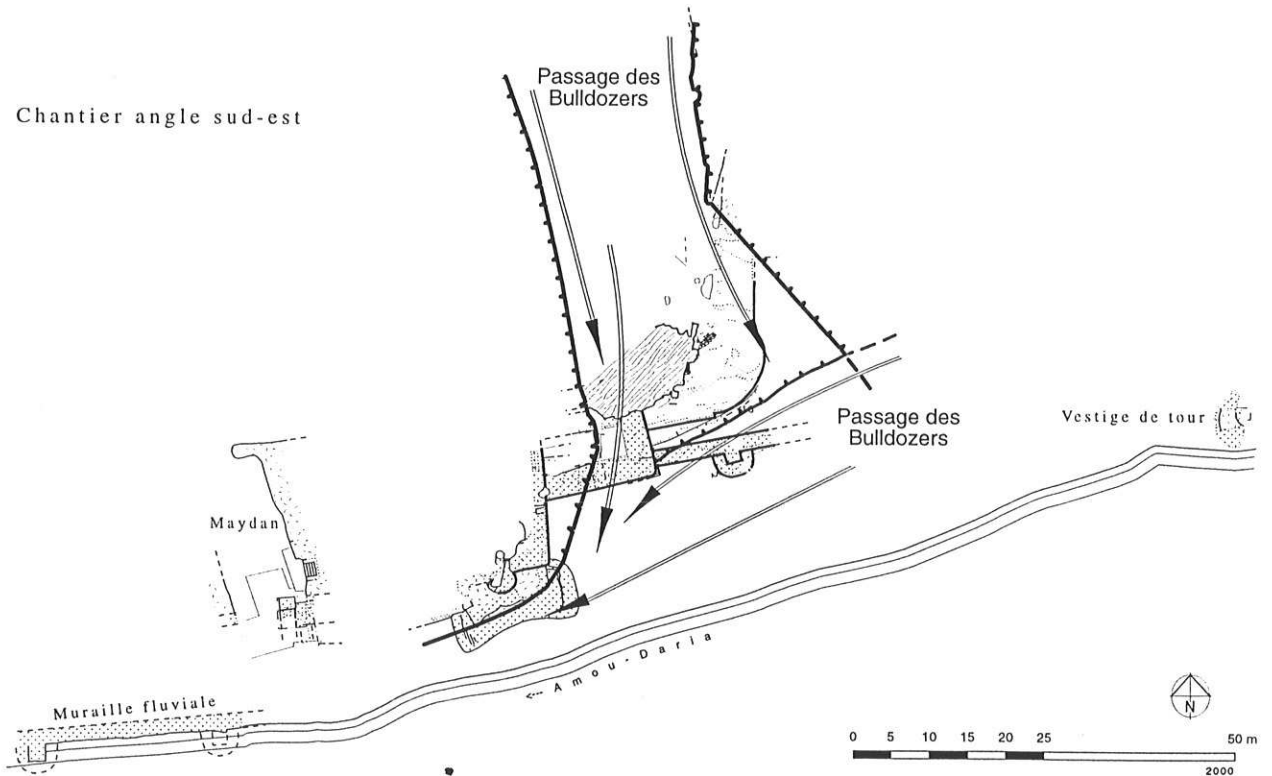 Passage des
Bulldozers
Chantier angle sud-est
Passage des
Bulldozers
Vestige de tour
Maydan
Amou-Daria
Muraille fluviale
N
0 5 10 15 20 25 50 m
2000